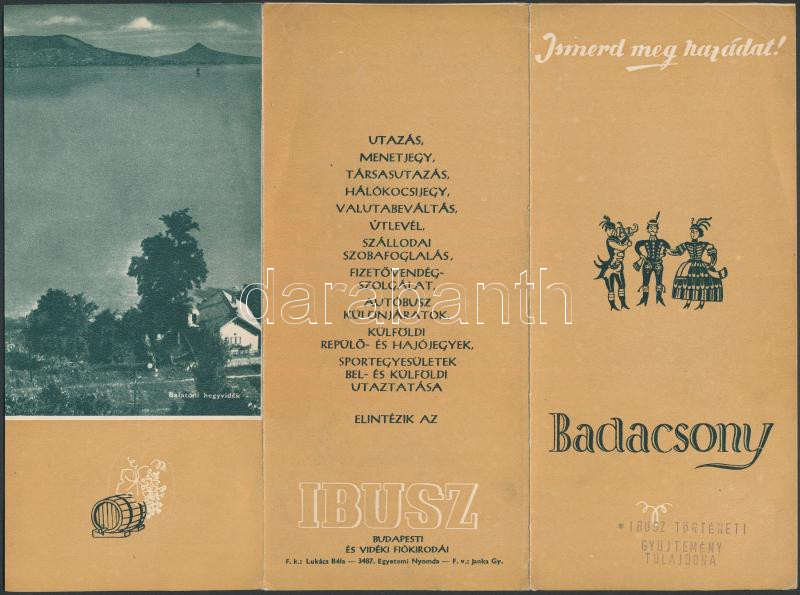 Balatoni hegyvidék
UTAZÁS,
MENETJEGY,
TÁRSASUTAZÁS,
HÁLÓKOCSIJEGY,
VALUTABEVÁLTÁS,
ÚTLEVÉL,
SZÁLLODAI
SZOBAFOGLALÁS,
FIZETŐVENDÉG-
SZOLGÁLAT,
AUTÓBUSZ
KÜLÖNJÁRATOK,
KÜLFÖLDI
REPÜLŐ- ÉS HAJÓJEGYEK,
SPORTEGYESÜLETEK
BEL- ÉS KÜLFÖLDI
UTAZTATÁSA
ELINTÉZIK AZ
IBUSZ
BUDAPESTI
ÉS VIDÉKI FIÓKIRODÁI
F. k.: Lukács Béla — 3487. Egyetemi Nyomda — F. v.: Janka Gy.
Ismerd meg hazádat!
Badacsony
* IBUSZ TÖRTÉNETI
GYÜJTEMÉNY
TULAJDONA
darabanth